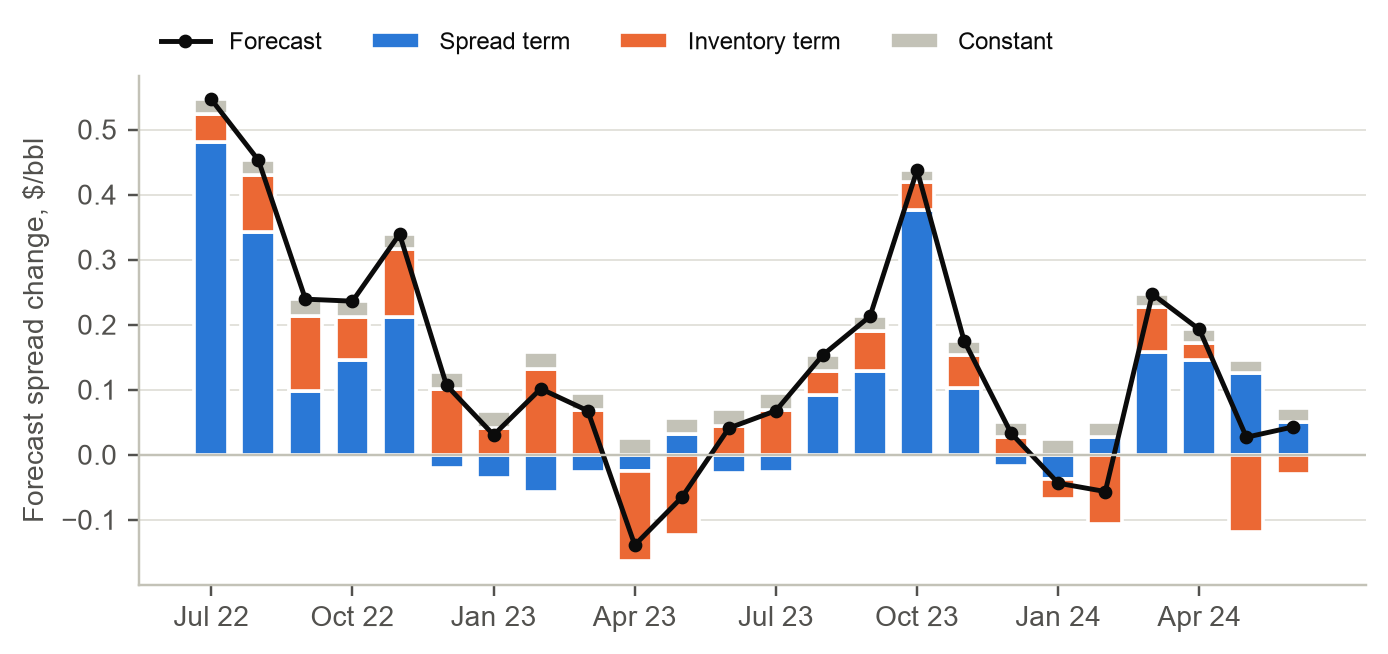 Forecast Spread term Inventory term Constant
Forecast spread change, $/bbl
0.5
0.4
0.3
0.2
0.1
0.0
−0.1
Jul 22 Oct 22 Jan 23 Apr 23 Jul 23 Oct 23 Jan 24 Apr 24